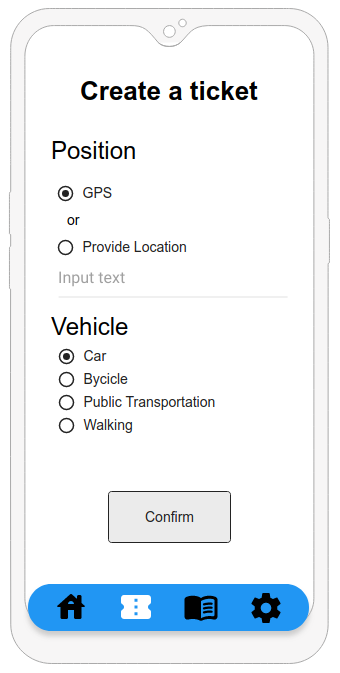 Create a ticket
Position
GPS
or
Provide Location
Input text
Vehicle
Car
Bycicle
Public Transportation
Walking
Confirm